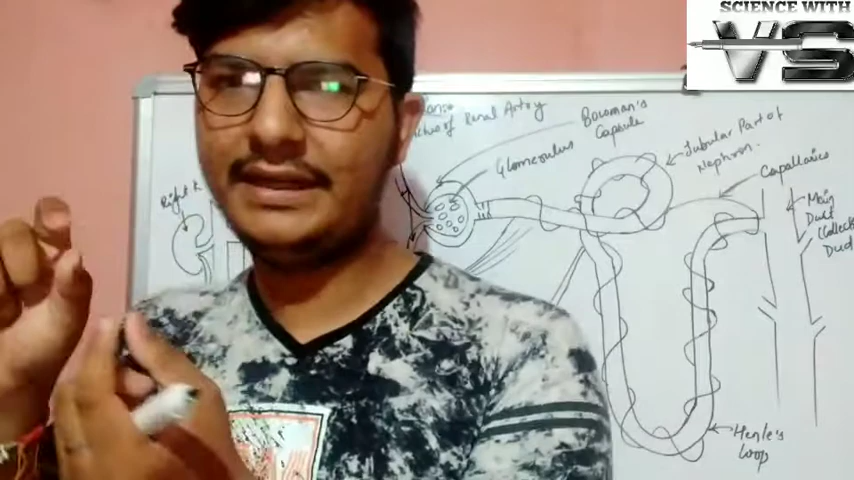 SCIENCE WITH
VS
of Renal Artery
Bowman's
Capsule
Glomerulus
Tubular Part of
Nephron.
Capallaries
Right
Main
Duct
Duct
Henle's
Loop